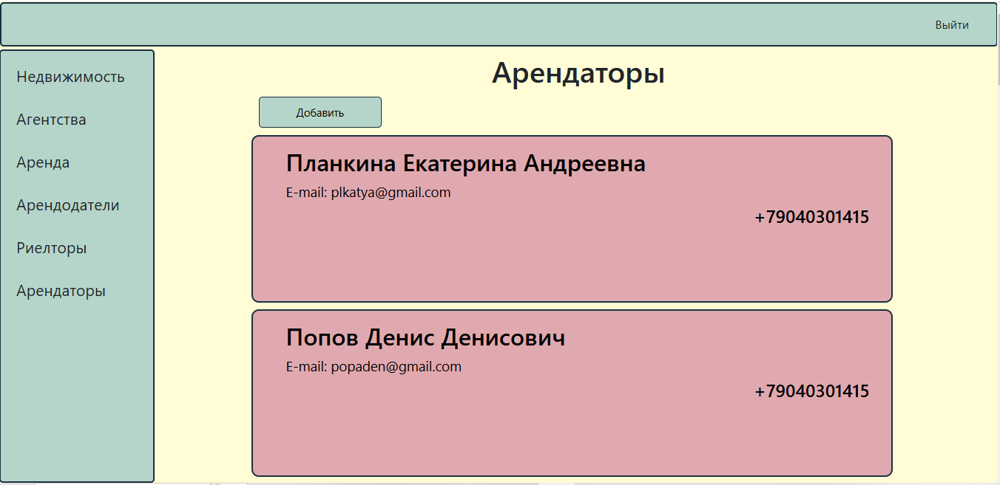 Выйти
Недвижимость
Агентства
Аренда
Арендодатели
Риелторы
Арендаторы
Арендаторы
Добавить
Планкина Екатерина Андреевна
E-mail: plkatya@gmail.com
+79040301415
Попов Денис Денисович
E-mail: popaden@gmail.com
+79040301415